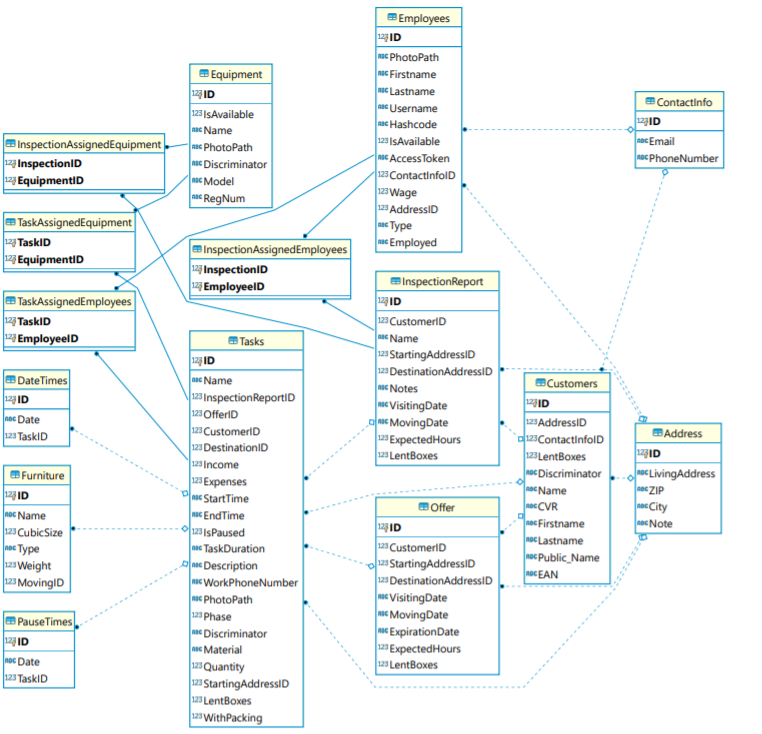 Employees
123 ID
ABC PhotoPath
ABC Firstname
ABC Lastname
ABC Username
ABC Hashcode
123 IsAvailable
ABC AccessToken
123 ContactInfoID
123 Wage
123 AddressID
ABC Type
ABC Employed
Equipment
123 ID
123 IsAvailable
ABC Name
ABC PhotoPath
ABC Discriminator
ABC Model
ABC RegNum
ContactInfo
123 ID
ABC Email
ABC PhoneNumber
InspectionAssignedEquipment
123 InspectionID
123 EquipmentID
TaskAssignedEquipment
123 TaskID
123 EquipmentID
InspectionAssignedEmployees
123 InspectionID
123 EmployeeID
TaskAssignedEmployees
123 TaskID
123 EmployeeID
InspectionReport
123 ID
123 CustomerID
ABC Name
123 StartingAddressID
123 DestinationAddressID
ABC Notes
ABC VisitingDate
ABC MovingDate
123 ExpectedHours
123 LentBoxes
Tasks
123 ID
ABC Name
123 InspectionReportID
123 OfferID
123 CustomerID
123 DestinationID
123 Income
123 Expenses
ABC StartTime
ABC EndTime
123 IsPaused
ABC TaskDuration
ABC Description
ABC WorkPhoneNumber
ABC PhotoPath
123 Phase
ABC Discriminator
ABC Material
123 Quantity
123 StartingAddressID
123 LentBoxes
123 WithPacking
DateTimes
123 ID
ABC Date
123 TaskID
Customers
123 ID
123 AddressID
123 ContactInfoID
123 LentBoxes
ABC Discriminator
ABC Name
ABC CVR
ABC Firstname
ABC Lastname
ABC Public_Name
ABC EAN
Address
123 ID
ABC LivingAddress
ABC ZIP
ABC City
ABC Note
Furniture
123 ID
ABC Name
123 CubicSize
ABC Type
123 Weight
123 MovingID
Offer
123 ID
123 CustomerID
123 StartingAddressID
123 DestinationAddressID
ABC VisitingDate
ABC MovingDate
ABC ExpirationDate
123 ExpectedHours
123 LentBoxes
PauseTimes
123 ID
ABC Date
123 TaskID